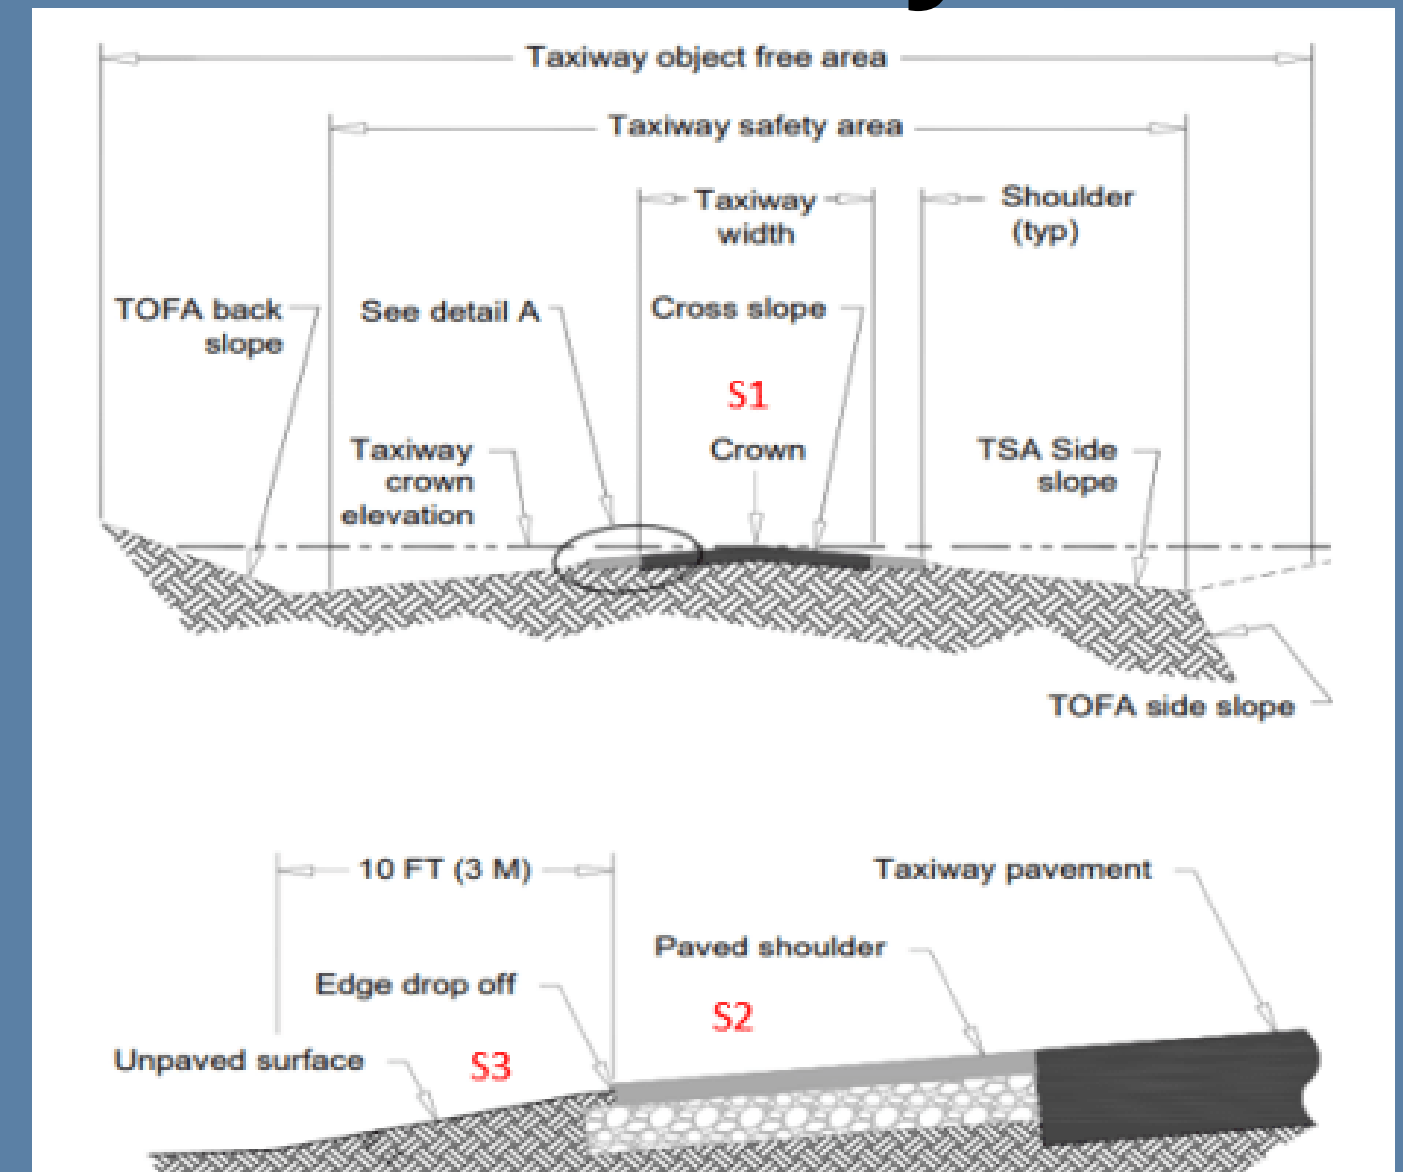 Taxiway object free area
Taxiway safety area
Taxiway
width
Shoulder
(typ)
TOFA back
slope
See detail A
Cross slope
S1
Taxiway
crown
elevation
Crown
TSA Side
slope
TOFA side slope
10 FT (3 M)
Taxiway pavement
Paved shoulder
Edge drop off
S2
Unpaved surface
S3